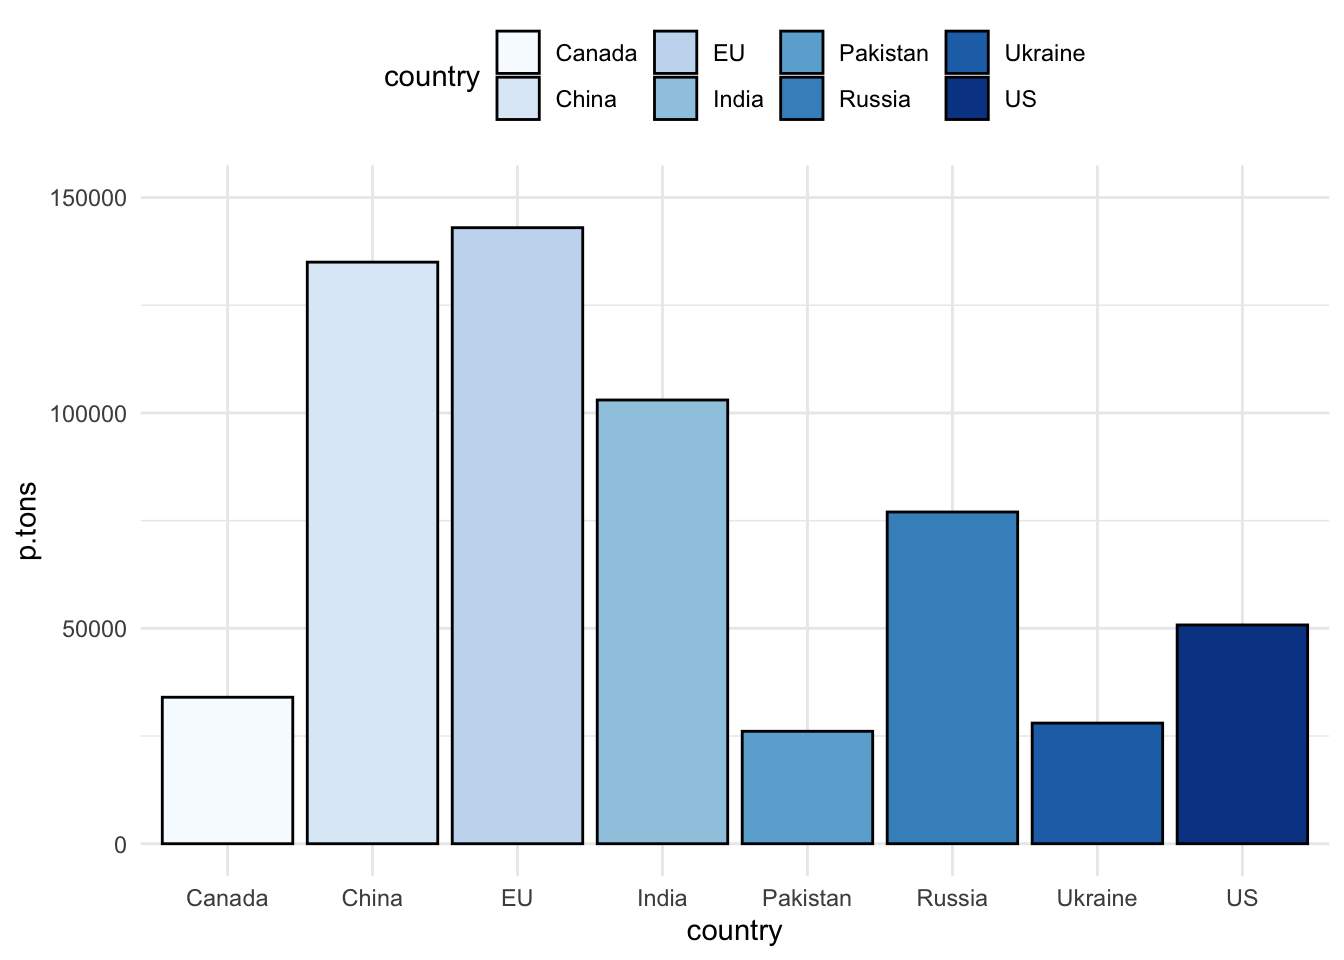 country
Canada
EU
Pakistan
Ukraine
China
India
Russia
US
150000
100000
50000
0
p.tons
Canada China EU India Pakistan Russia Ukraine US
country